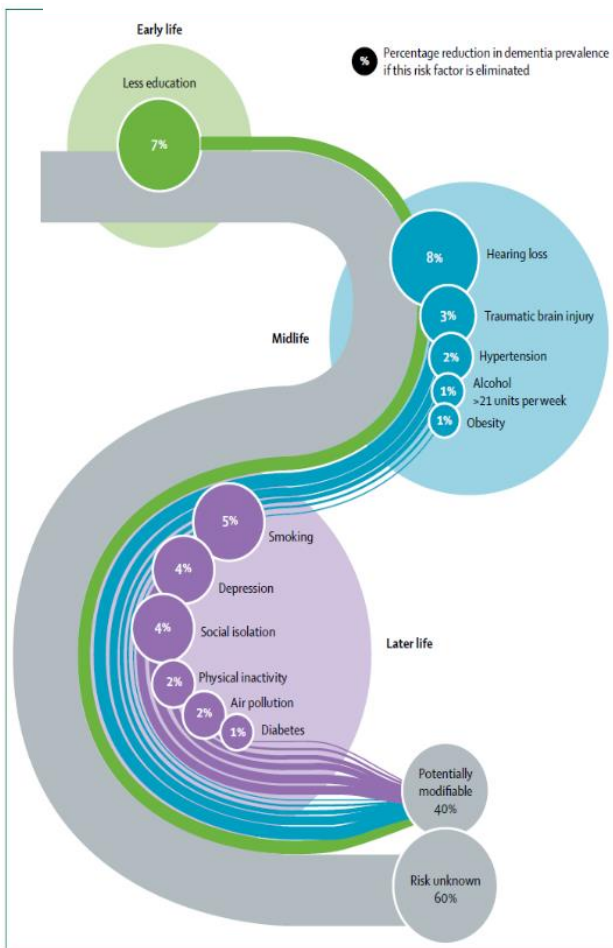 Early life
% Percentage reduction in dementia prevalence
if this risk factor is eliminated
Less education
7%
8%
Hearing loss
3%
Traumatic brain injury
Midlife
2%
Hypertension
1%
Alcohol
>21 units per week
1%
Obesity
5%
Smoking
4%
Depression
4%
Social isolation
Later life
2%
Physical inactivity
2%
Air pollution
1%
Diabetes
Potentially
modifiable
40%
Risk unknown
60%